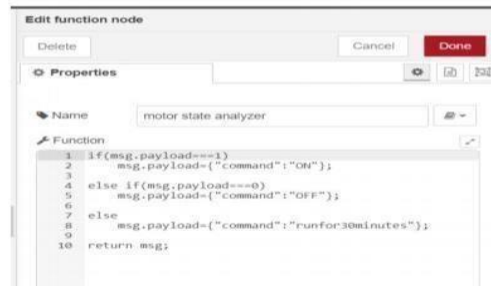 Edit function node
Delete Cancel Done
Properties
Name motor state analyzer
Function
1 if(msg.payload===1)
2 msg.payload={"command":"ON"};
3
4 else if(msg.payload===0)
5 msg.payload={"command":"OFF"};
6
7 else
8 msg.payload={"command":"runfor30minutes"};
9
10 return msg;